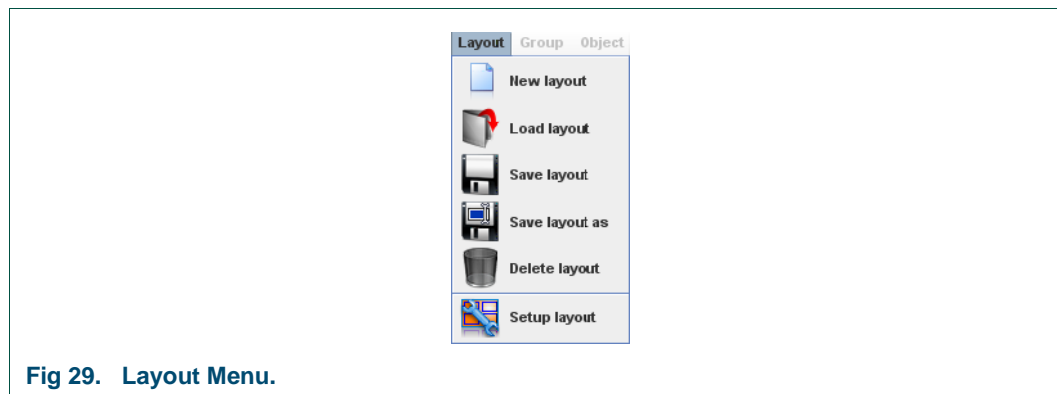 Layout Group Object
New layout
Load layout
Save layout
Save layout as
Delete layout
Setup layout
Fig 29. Layout Menu.